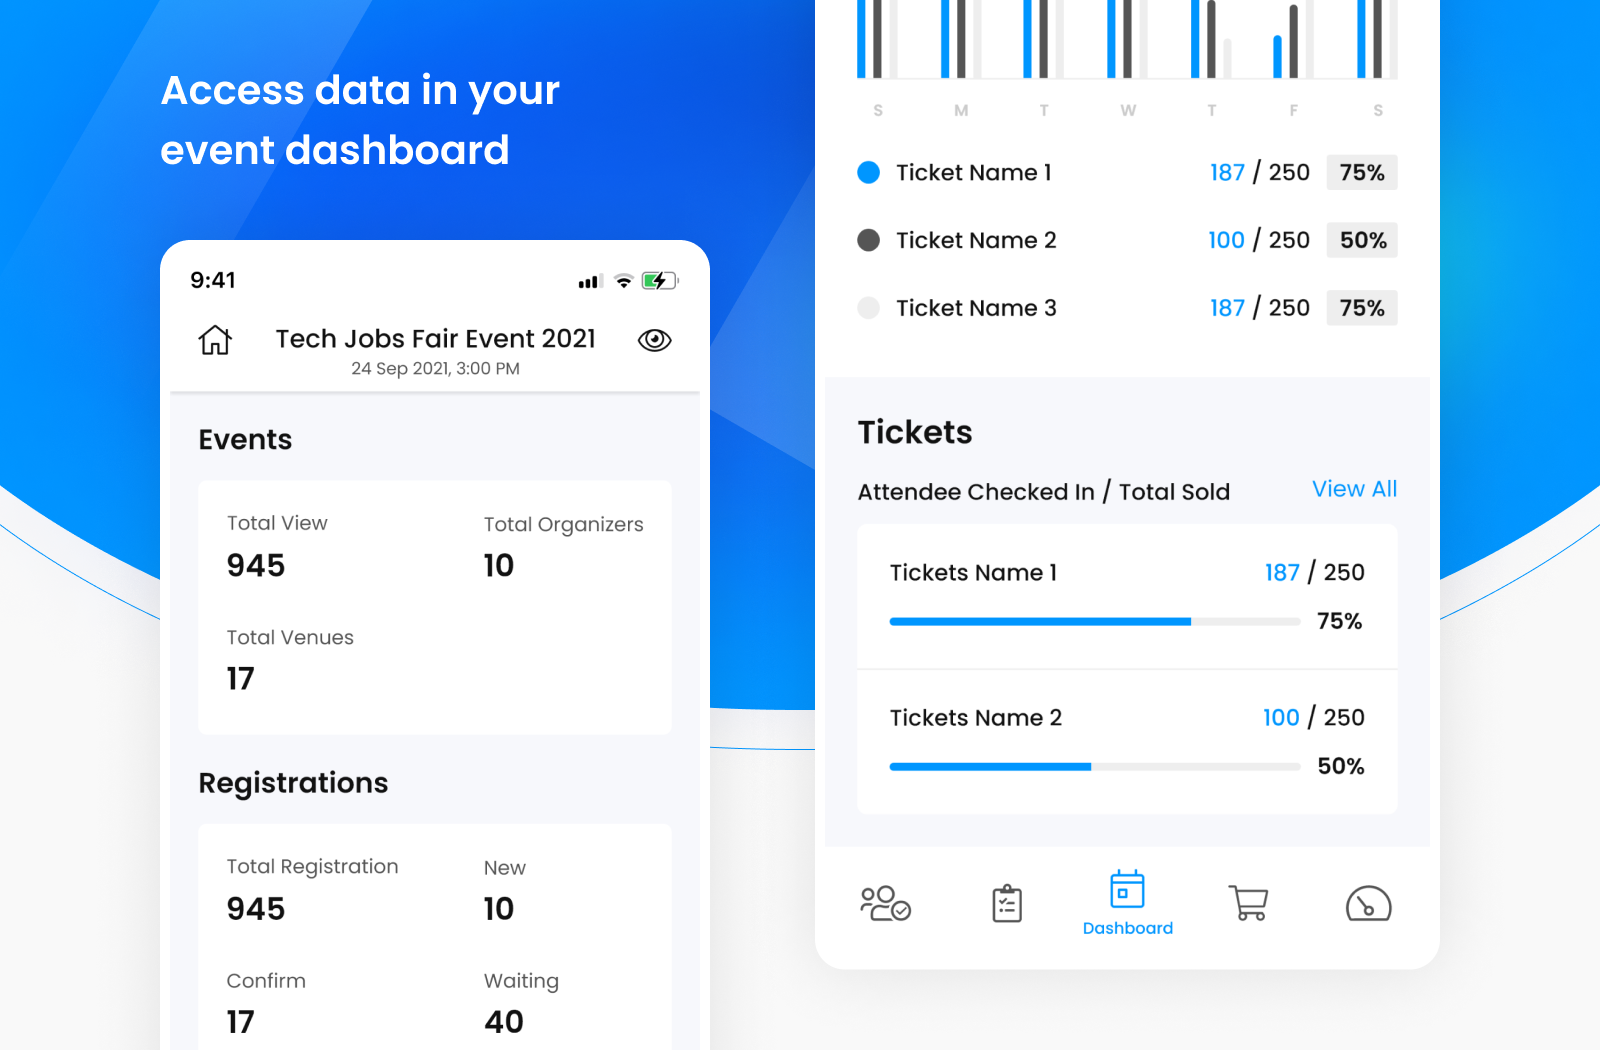 Access data in your
event dashboard
9:41
Tech Jobs Fair Event 2021
24 Sep 2021, 3:00 PM
Events
Total View
945
Total Organizers
10
Total Venues
17
Registrations
Total Registration
945
New
10
Confirm
17
Waiting
40
S M T W T F S
Ticket Name 1 187 / 250 75%
Ticket Name 2 100 / 250 50%
Ticket Name 3 187 / 250 75%
Tickets
Attendee Checked In / Total Sold View All
Tickets Name 1 187 / 250
75%
Tickets Name 2 100 / 250
50%
Dashboard